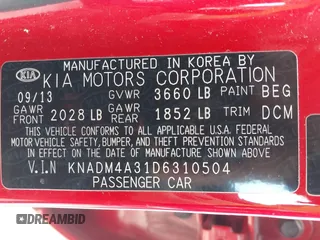 MANUFACTURED IN KOREA BY
KIA KIA MOTORS CORPORATION
09/13 GVWR 3660 LB PAINT BEG
GAWR FRONT 2028 LB GAWR REAR 1852 LB TRIM DCM
THIS VEHICLE CONFORMS TO ALL APPLICABLE U.S.A. FEDERAL
MOTOR VEHICLE SAFETY, BUMPER, AND THEFT PREVENTION STANDARDS
IN EFFECT ON THE DATE OF MANUFACTURE SHOWN ABOVE.
V.I.N KNADM4A31D6310504
PASSENGER CAR
DREAMBID